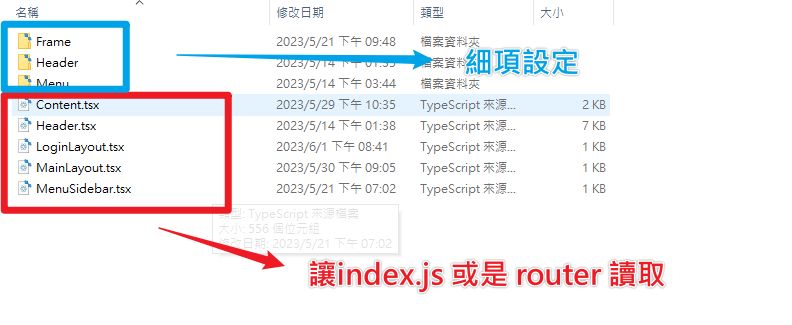 名稱 修改日期 類型 大小
Frame 2023/5/21 下午 09:48 檔案資料夾
Header 2023/5/14 下午 01:35 檔案資料夾
Menu 2023/5/14 下午 03:44 檔案資料夾
細項設定
Content.tsx 2023/5/29 下午 10:35 TypeScript 來源... 2 KB
Header.tsx 2023/5/14 下午 01:38 TypeScript 來源... 7 KB
LoginLayout.tsx 2023/6/1 下午 08:41 TypeScript 來源... 1 KB
MainLayout.tsx 2023/5/30 下午 09:05 TypeScript 來源... 1 KB
MenuSidebar.tsx 2023/5/21 下午 07:02 TypeScript 來源... 1 KB
類型: TypeScript 來源檔案
大小: 556 個位元組
修改日期: 2023/5/21 下午 07:02
讓index.js 或是 router 讀取